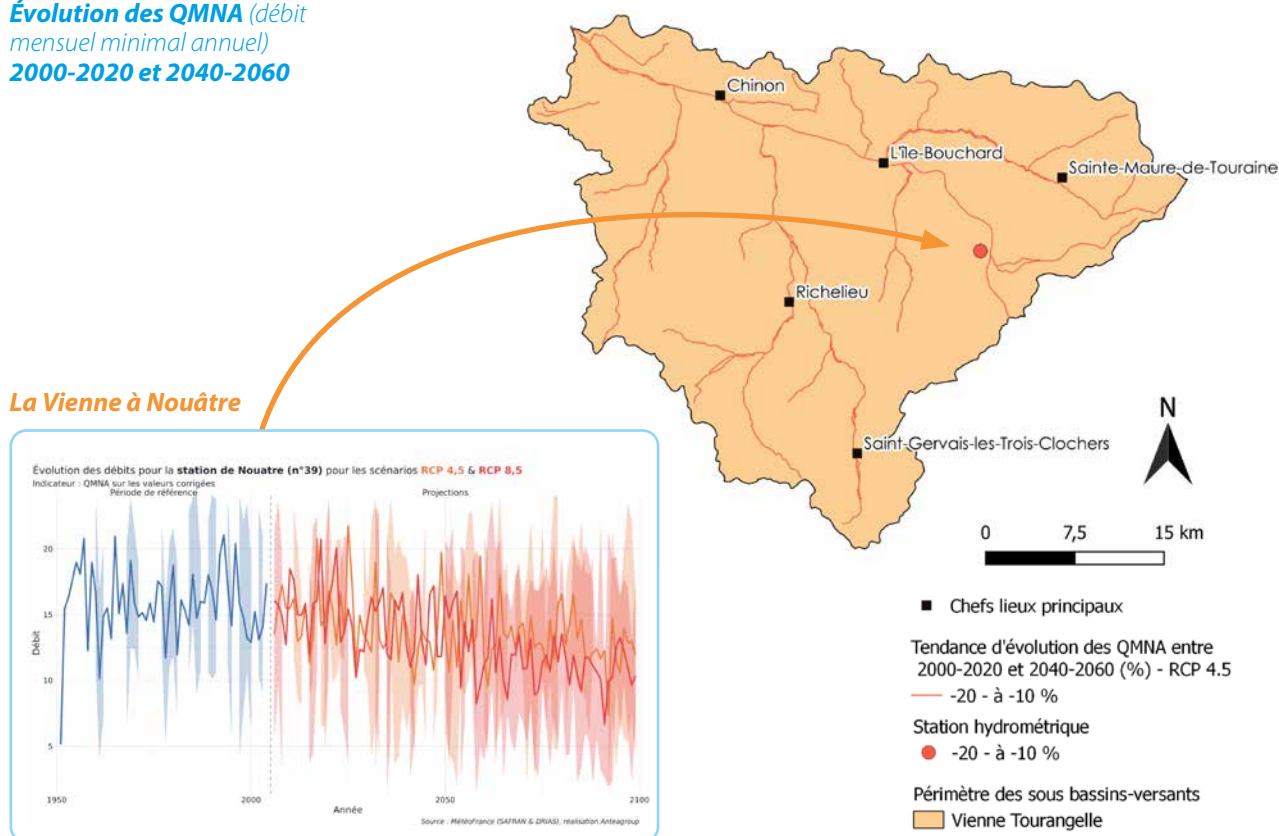 Évolution des QMNA (débit
mensuel minimal annuel)
2000-2020 et 2040-2060
Chinon
L'Île-Bouchard
Sainte-Maure-de-Touraine
Richelieu
Saint-Gervais-les-Trois-Clochers
La Vienne à Nouâtre
Évolution des débits pour la station de Nouatre (n°39) pour les scénarios RCP 4,5 & RCP 8,5
Indicateur : QMNA sur les valeurs corrigées
Période de référence
Projections
20
15
10
5
Débit
1950
2000
2050
2100
Année
Source : MétéoFrance (SAFRAN & DRIAS), réalisation Anteagroup
N
0 7,5 15 km
Chefs lieux principaux
Tendance d'évolution des QMNA entre
2000-2020 et 2040-2060 (%) - RCP 4.5
-20 - à -10 %
Station hydrométrique
-20 - à -10 %
Périmètre des sous bassins-versants
Vienne Tourangelle